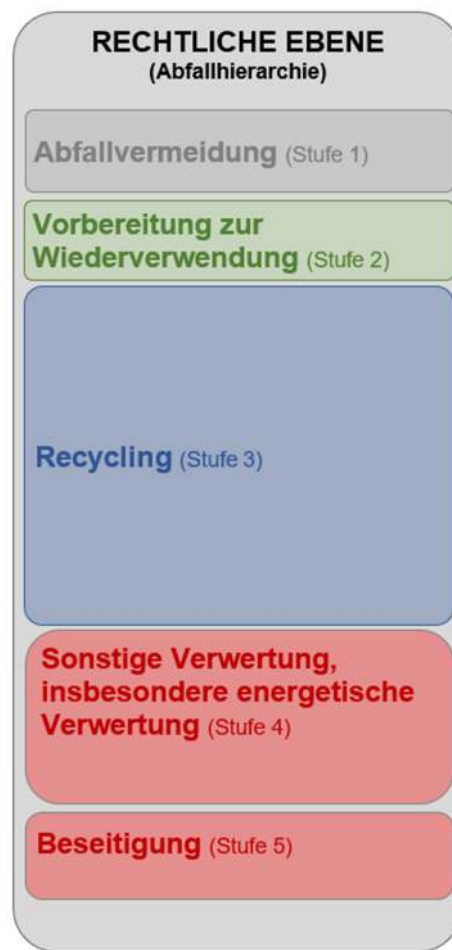 RECHTLICHE EBENE
(Abfallhierarchie)
Abfallvermeidung (Stufe 1)
Vorbereitung zur
Wiederverwendung (Stufe 2)
Recycling (Stufe 3)
Sonstige Verwertung,
insbesondere energetische
Verwertung (Stufe 4)
Beseitigung (Stufe 5)